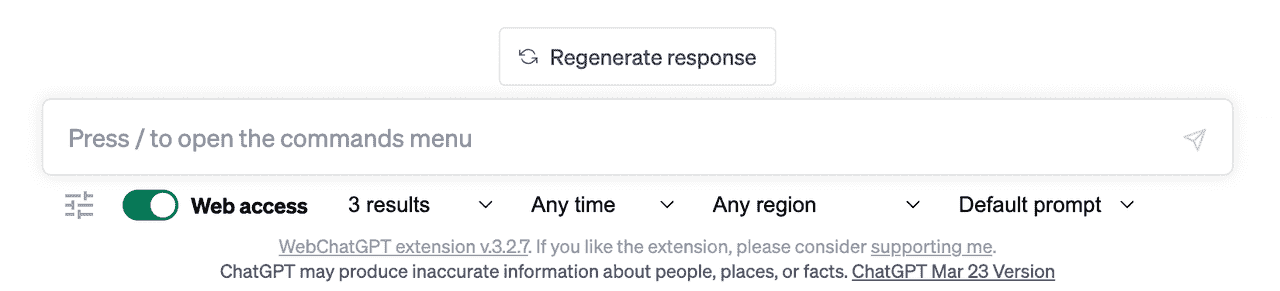 Regenerate response
Press / to open the commands menu
Web access 3 results Any time Any region Default prompt
WebChatGPT extension v.3.2.7. If you like the extension, please consider supporting me.
ChatGPT may produce inaccurate information about people, places, or facts. ChatGPT Mar 23 Version